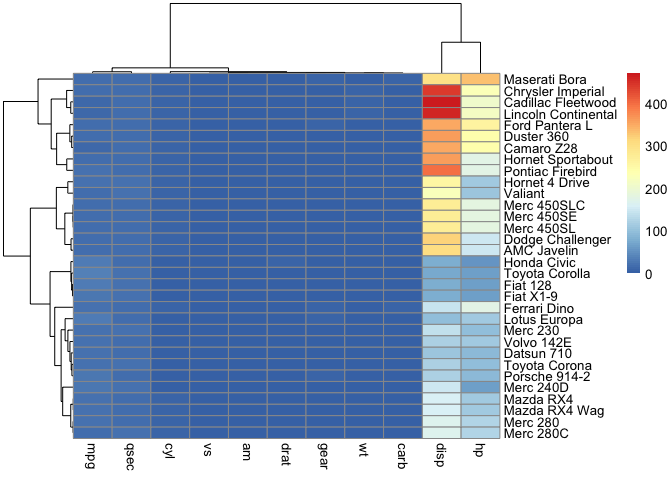 Maserati Bora
Chrysler Imperial
Cadillac Fleetwood
Lincoln Continental
Ford Pantera L
Duster 360
Camaro Z28
Hornet Sportabout
Pontiac Firebird
Hornet 4 Drive
Valiant
Merc 450SLC
Merc 450SE
Merc 450SL
Dodge Challenger
AMC Javelin
Honda Civic
Toyota Corolla
Fiat 128
Fiat X1-9
Ferrari Dino
Lotus Europa
Merc 230
Volvo 142E
Datsun 710
Toyota Corona
Porsche 914-2
Merc 240D
Mazda RX4
Mazda RX4 Wag
Merc 280
Merc 280C
400
300
200
100
0
mpg
qsec
cyl
vs
am
drat
gear
wt
carb
disp
hp